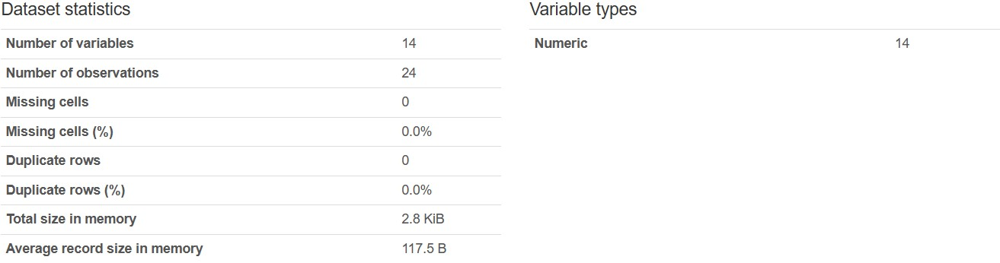 Dataset statistics
Number of variables 14
Number of observations 24
Missing cells 0
Missing cells (%) 0.0%
Duplicate rows 0
Duplicate rows (%) 0.0%
Total size in memory 2.8 KiB
Average record size in memory 117.5 B
Variable types
Numeric 14